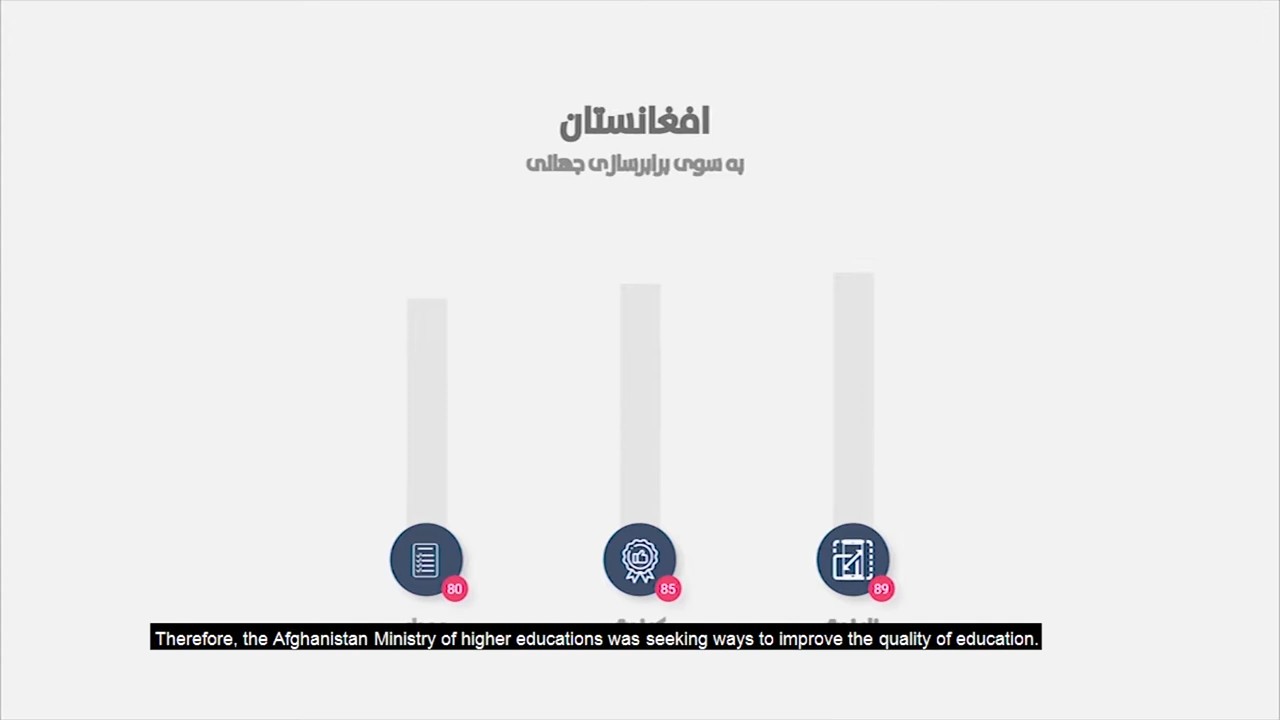 افغانستان
به سوی برابرسازی جهانی
80
85
89
Therefore, the Afghanistan Ministry of higher educations was seeking ways to improve the quality of education.